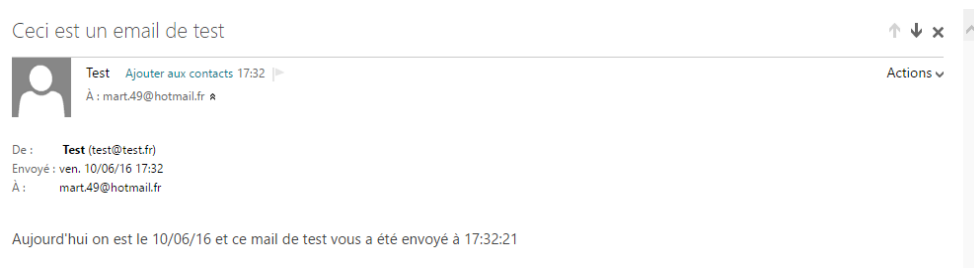 Ceci est un email de test
Test Ajouter aux contacts 17:32
Actions
À : mart.49@hotmail.fr
De : Test (test@test.fr)
Envoyé : ven. 10/06/16 17:32
À : mart.49@hotmail.fr
Aujourd'hui on est le 10/06/16 et ce mail de test vous a été envoyé à 17:32:21